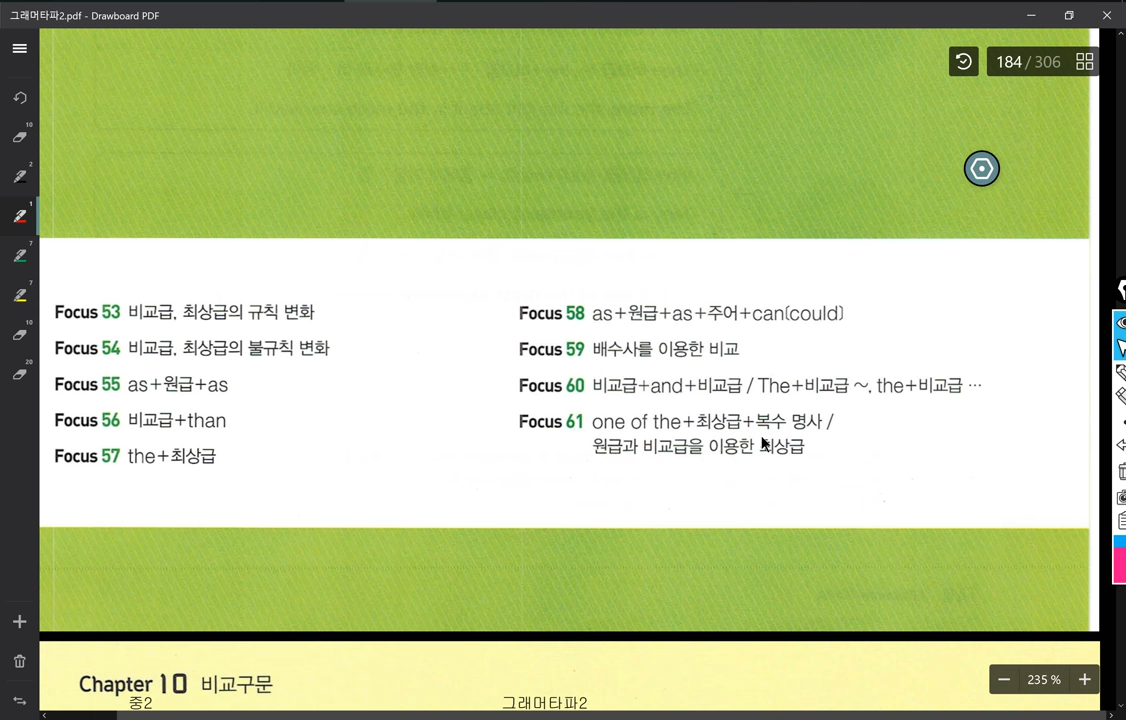 그래머타파2.pdf - Drawboard PDF
184 / 306
10
2
1
7
7
10
20
Focus 53 비교급, 최상급의 규칙 변화
Focus 54 비교급, 최상급의 불규칙 변화
Focus 55 as+원급+as
Focus 56 비교급+than
Focus 57 the+최상급
Focus 58 as+원급+as+주어+can(could)
Focus 59 배수사를 이용한 비교
Focus 60 비교급+and+비교급 / The+비교급 ~, the+비교급 …
Focus 61 one of the+최상급+복수 명사 /
원급과 비교급을 이용한 최상급
Chapter 10 비교구문
235 %
중2
그래머타파2